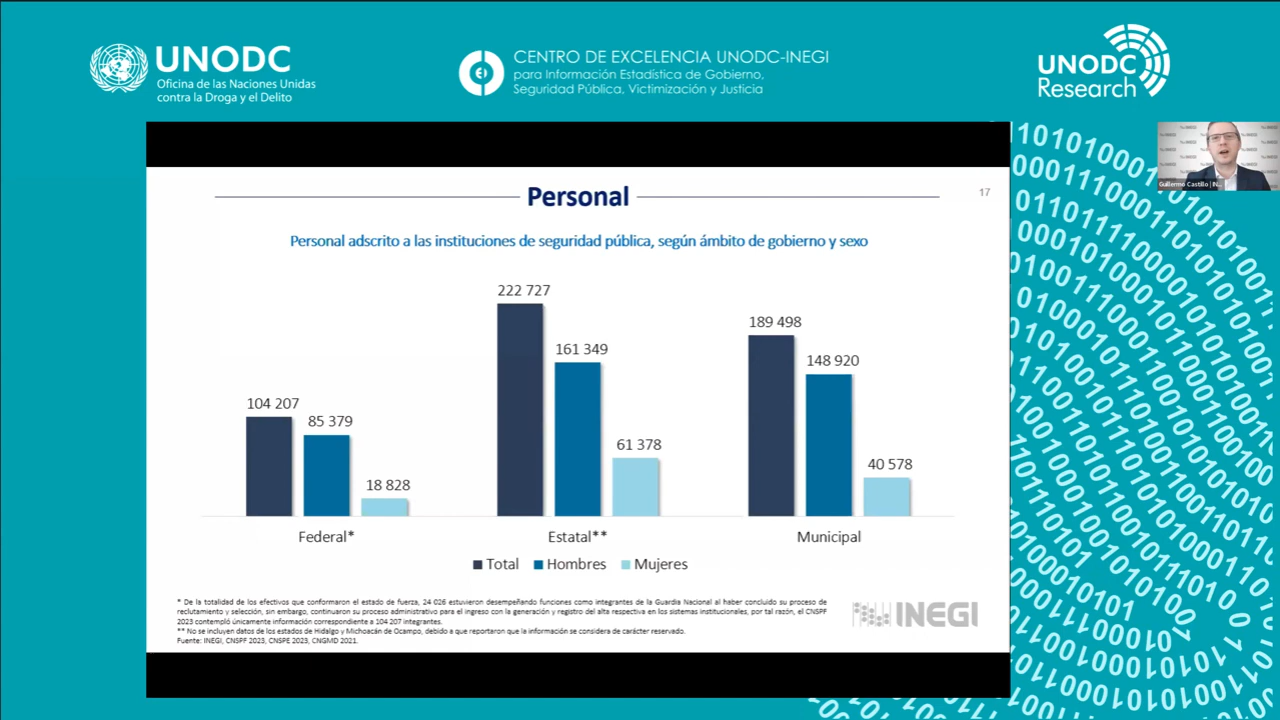 UNODC
Oficina de las Naciones Unidas
contra la Droga y el Delito
CENTRO DE EXCELENCIA UNODC-INEGI
para Información Estadística de Gobierno,
Seguridad Pública, Victimización y Justicia
UNODC
Research
Guillermo Castillo | IN...
Personal
17
Personal adscrito a las instituciones de seguridad pública, según ámbito de gobierno y sexo
222 727
189 498
161 349
148 920
104 207
85 379
61 378
40 578
18 828
Federal*
Estatal**
Municipal
Total
Hombres
Mujeres
* De la totalidad de los efectivos que conformaron el estado de fuerza, 24 026 estuvieron desempeñando funciones como integrantes de la Guardia Nacional al haber concluido su proceso de
reclutamiento y selección, sin embargo, continuaron su proceso administrativo para el ingreso con la generación y registro del alta respectiva en los sistemas institucionales, por tal razón, el CNSPF
2023 contempló únicamente información correspondiente a 104 207 integrantes.
** No se incluyen datos de los estados de Hidalgo y Michoacán de Ocampo, debido a que reportaron que la información se considera de carácter reservado.
Fuente: INEGI, CNSPF 2023, CNSPE 2023, CNGMD 2021.
INEGI